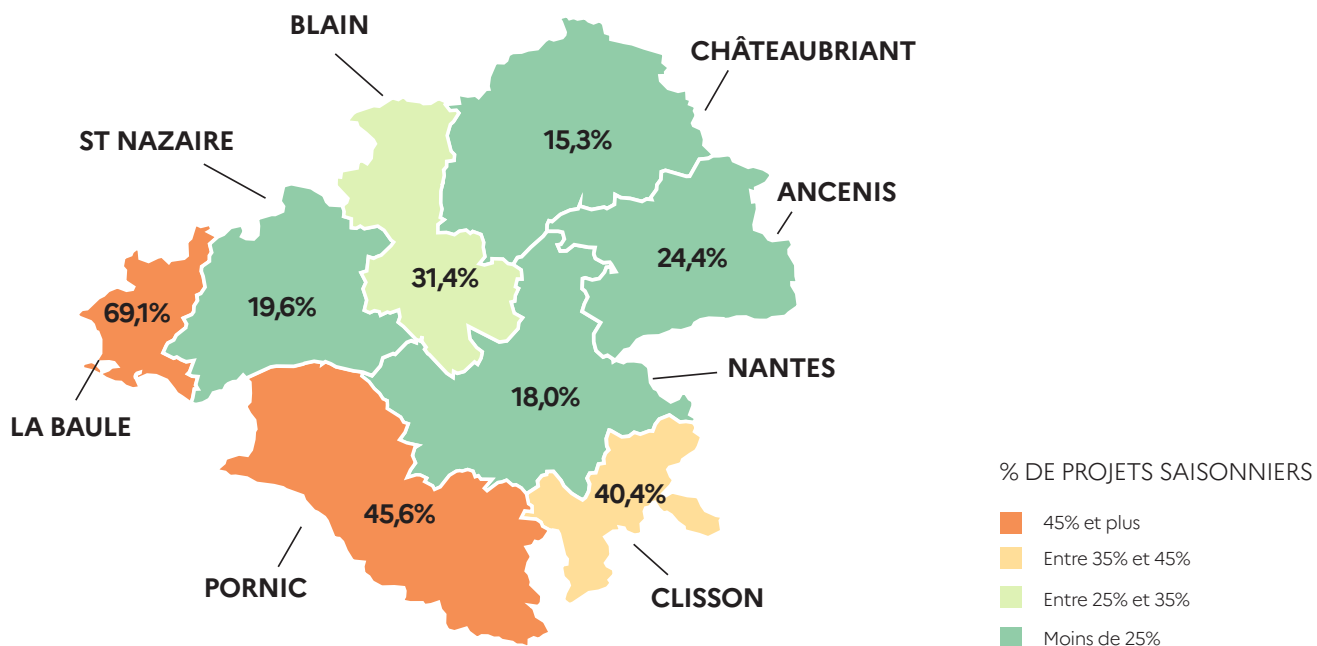 BLAIN
CHÂTEAUBRIANT
ST NAZAIRE
15,3%
ANCENIS
24,4%
31,4%
69,1%
19,6%
NANTES
18,0%
LA BAULE
% DE PROJETS SAISONNIERS
40,4%
45,6%
45% et plus
Entre 35% et 45%
PORNIC
CLISSON
Entre 25% et 35%
Moins de 25%